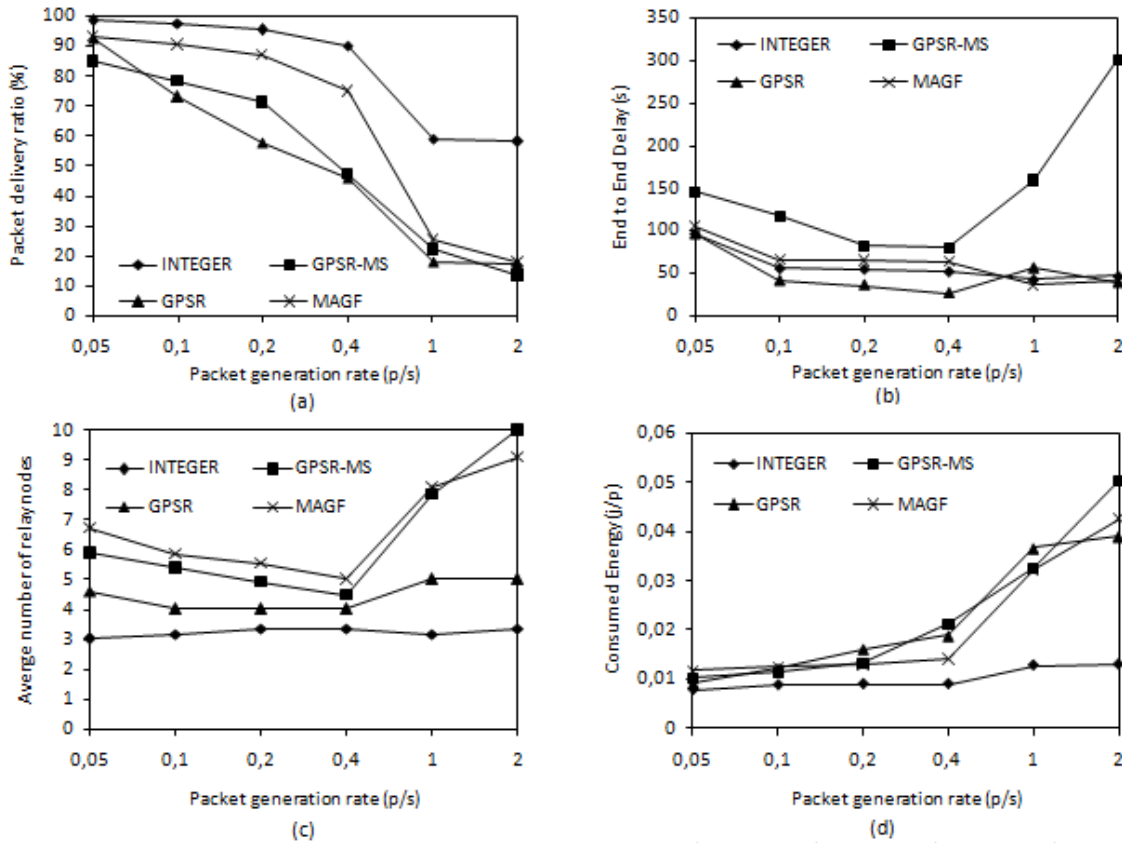 100
90
80
70
60
50
40
30
20
10
0
Packet delivery ratio (%)
INTEGER
GPSR-MS
GPSR
MAGF
0,05 0,1 0,2 0,4 1 2
Packet generation rate (p/s)
(a)
350
300
250
200
150
100
50
0
End to End Delay (s)
INTEGER
GPSR-MS
GPSR
MAGF
0,05 0,1 0,2 0,4 1 2
Packet generation rate (p/s)
(b)
10
9
8
7
6
5
4
3
2
1
0
Averge number of relaynodes
INTEGER
GPSR-MS
GPSR
MAGF
0,05 0,1 0,2 0,4 1 2
Packet generation rate (p/s)
(c)
0,06
0,05
0,04
0,03
0,02
0,01
0
Consumed Energy (j/p)
INTEGER
GPSR-MS
GPSR
MAGF
0,05 0,1 0,2 0,4 1 2
Packet generation rate (p/s)
(d)